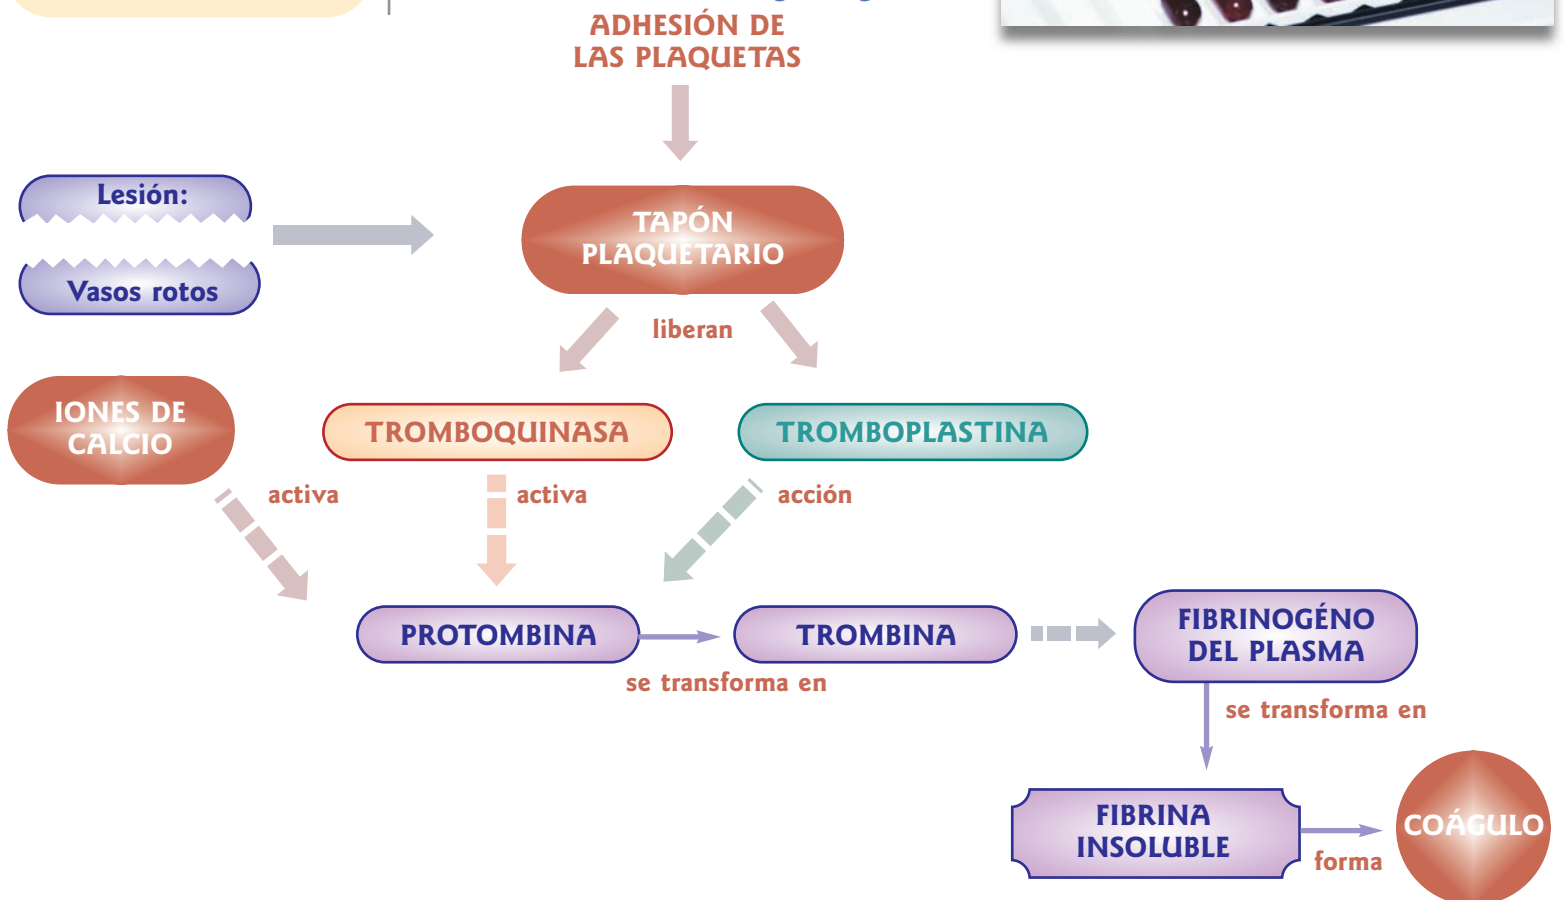 ADHESIÓN DE
LAS PLAQUETAS
Lesión:
Vasos rotos
TAPÓN
PLAQUETARIO
liberan
IONES DE
CALCIO
TROMBOQUINASA
TROMBOPLASTINA
activa
activa
acción
PROTOMBINA
TROMBINA
FIBRINOGÉNO
DEL PLASMA
se transforma en
se transforma en
FIBRINA
INSOLUBLE
forma
COÁGULO